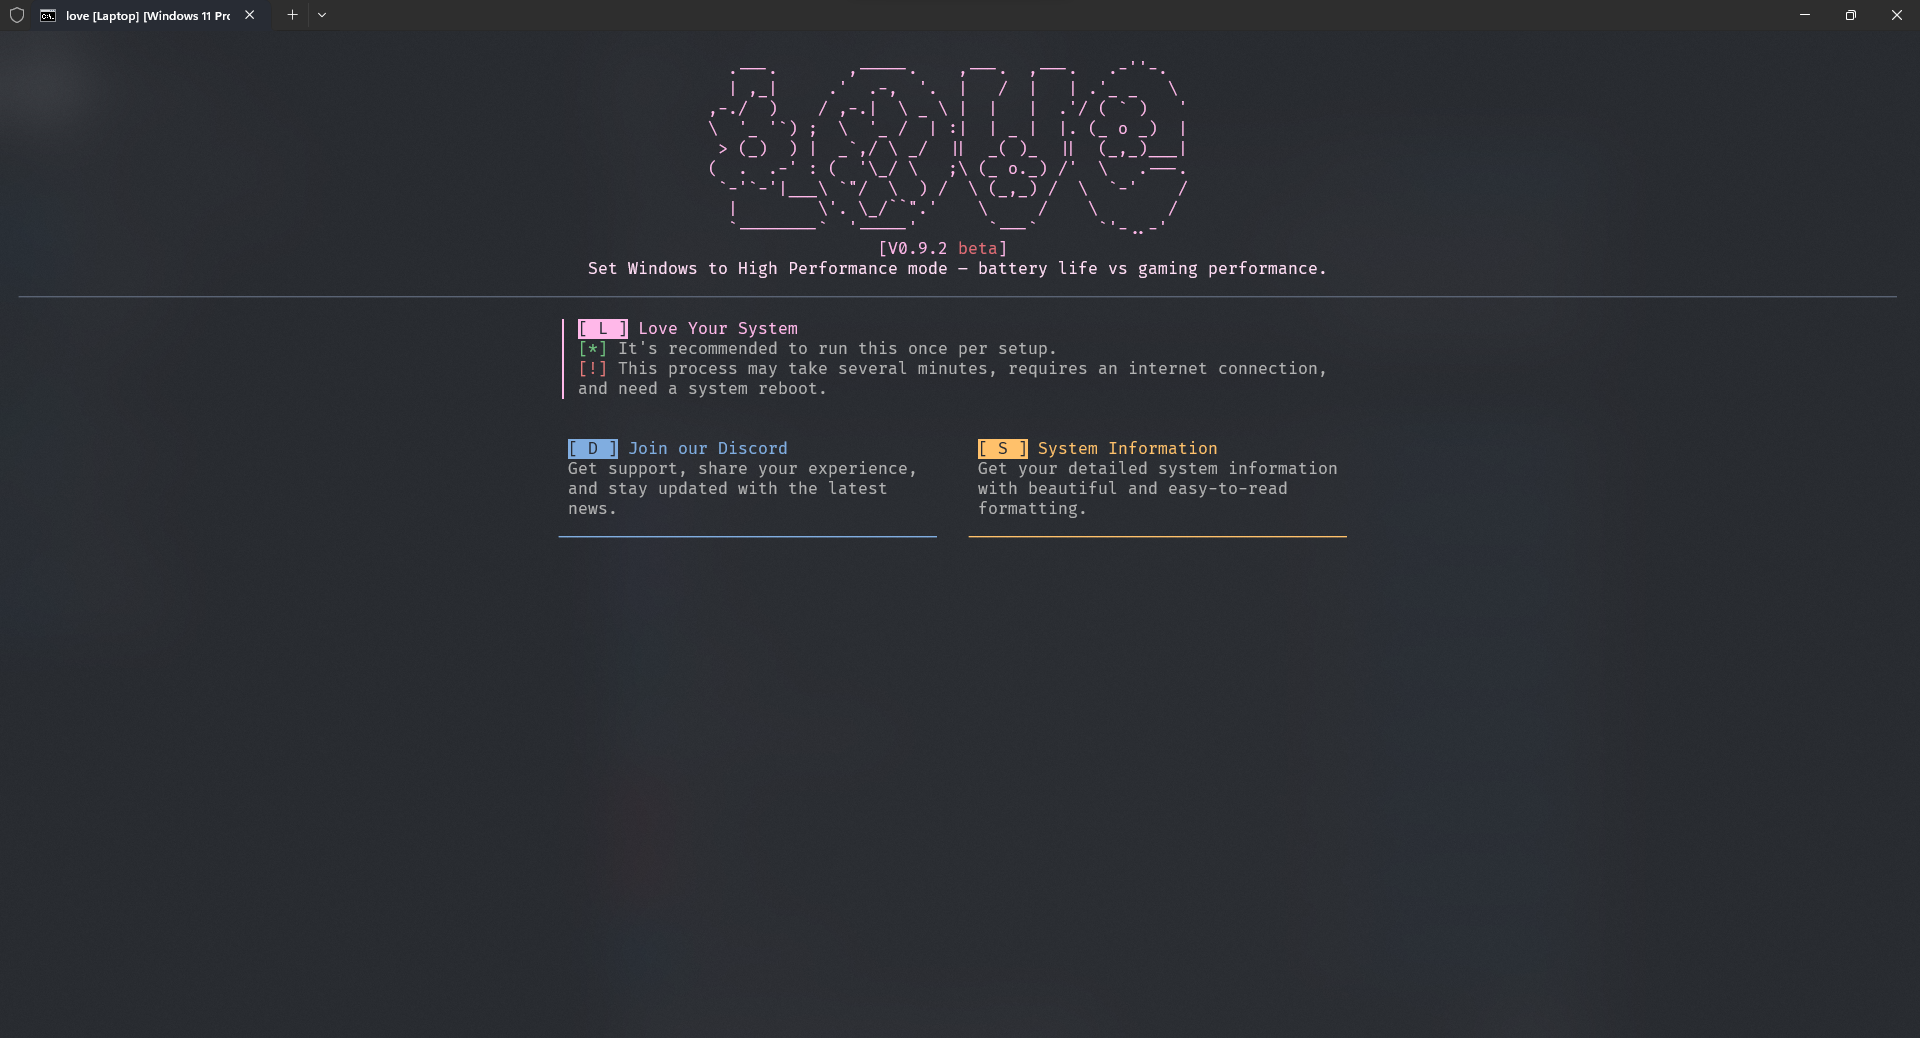 love [Laptop] [Windows 11 Pr
love
[V0.9.2 beta]
Set Windows to High Performance mode — battery life vs gaming performance.
[ L ] Love Your System
[*] It's recommended to run this once per setup.
[!] This process may take several minutes, requires an internet connection,
and need a system reboot.
[ D ] Join our Discord
Get support, share your experience,
and stay updated with the latest
news.
[ S ] System Information
Get your detailed system information
with beautiful and easy-to-read
formatting.